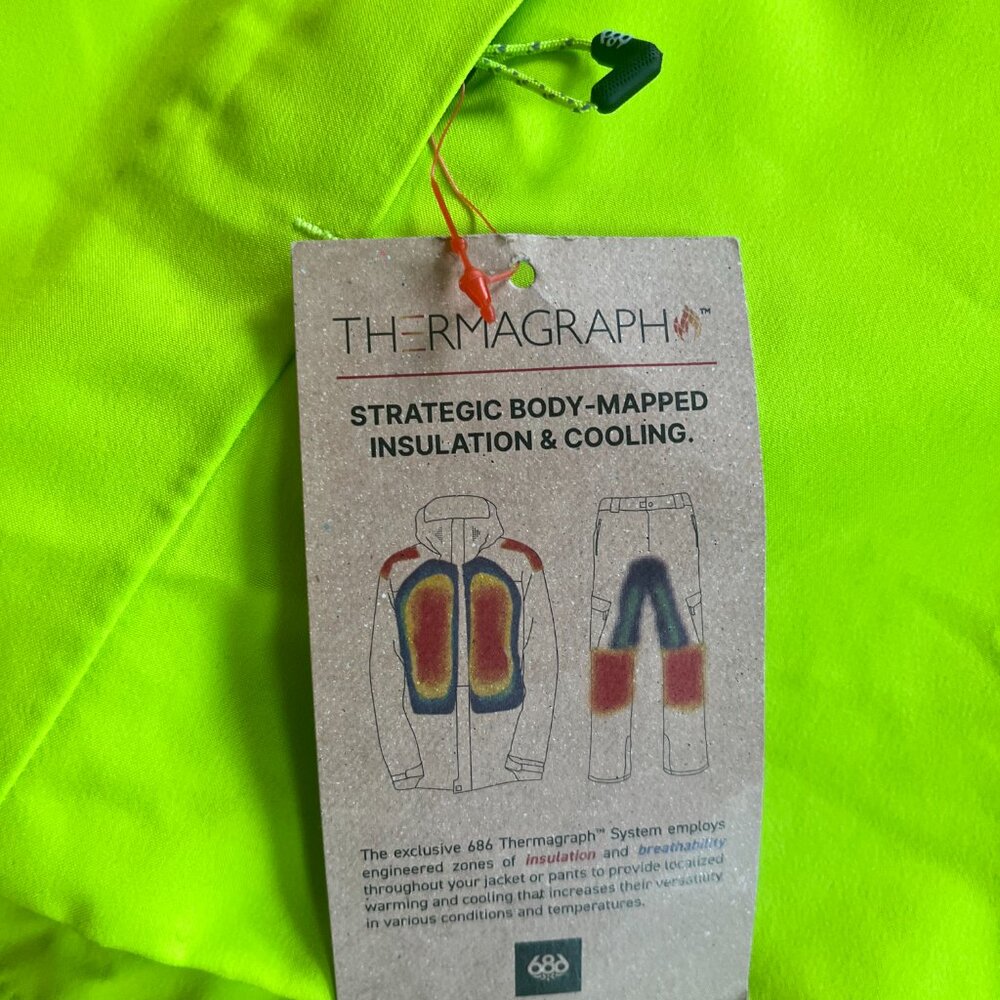 686
THERMAGRAPH™
STRATEGIC BODY-MAPPED
INSULATION & COOLING.
The exclusive 686 Thermagraph™ System employs
engineered zones of insulation and breathability
throughout your jacket or pants to provide localized
warming and cooling that increases their versatility
in various conditions and temperatures.
686